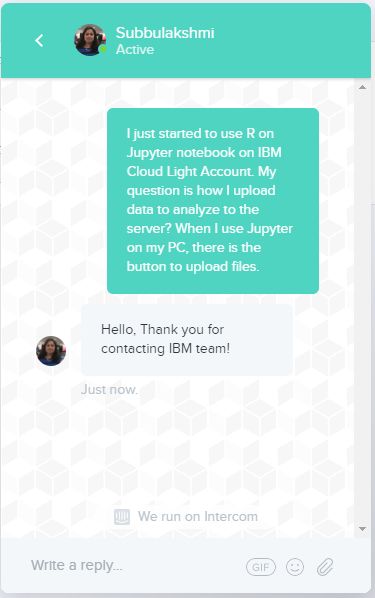 Subbulakshmi
Active
I just started to use R on
Jupyter notebook on IBM
Cloud Light Account. My
question is how I upload
data to analyze to the
server? When I use Jupyter
on my PC, there is the
button to upload files.
Hello, Thank you for
contacting IBM team!
Just now.
We run on Intercom
Write a reply...
GIF